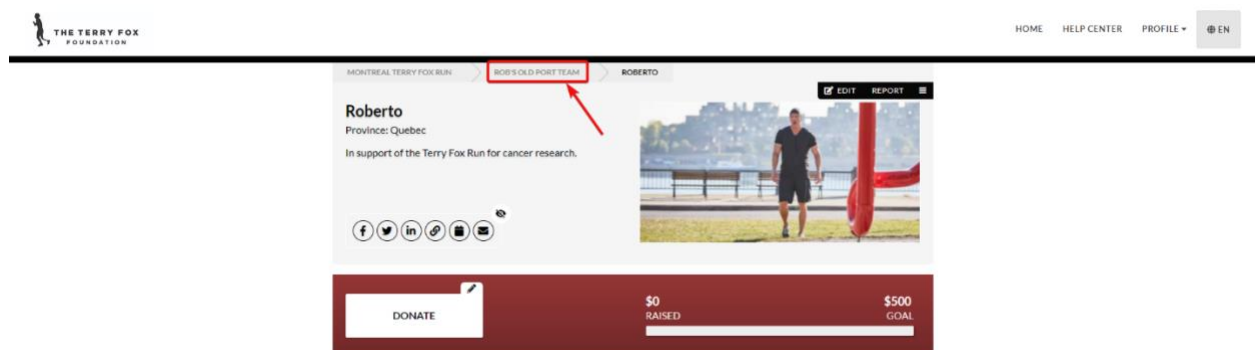 THE TERRY FOX
FOUNDATION
HOME HELP CENTER PROFILE EN
MONTREAL TERRY FOX RUN ROB'S OLD PORT TEAM ROBERTO
EDIT REPORT
Roberto
Province: Quebec
In support of the Terry Fox Run for cancer research.
DONATE
$0
RAISED
$500
GOAL